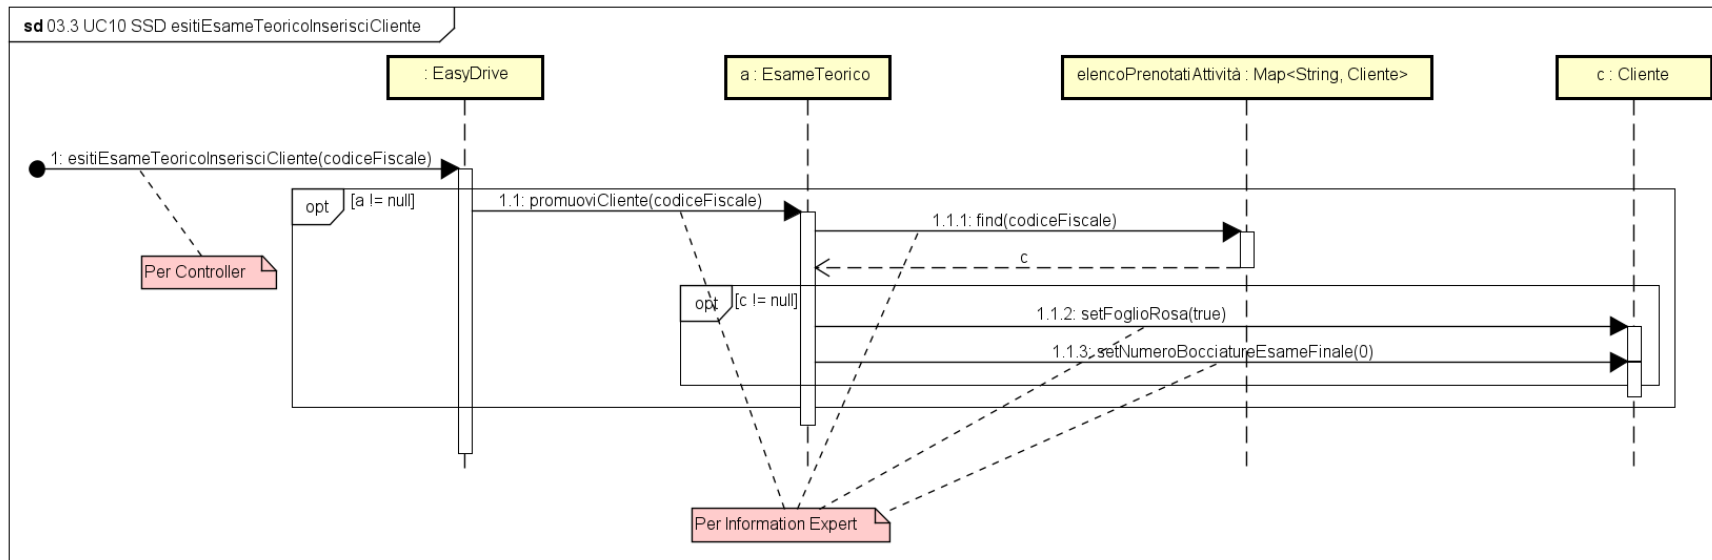 sd 03.3 UC10 SSD esitiEsameTeoricoInserisciCliente
: EasyDrive
a : EsameTeorico
elencoPrenotatiAttività : Map<String, Cliente>
c : Cliente
1: esitiEsameTeoricoInserisciCliente(codiceFiscale)
opt
[a != null]
1.1: promuoviCliente(codiceFiscale)
1.1.1: find(codiceFiscale)
c
Per Controller
opt
[c != null]
1.1.2: setFoglioRosa(true)
1.1.3: setNumeroBocciatureEsameFinale(0)
Per Information Expert